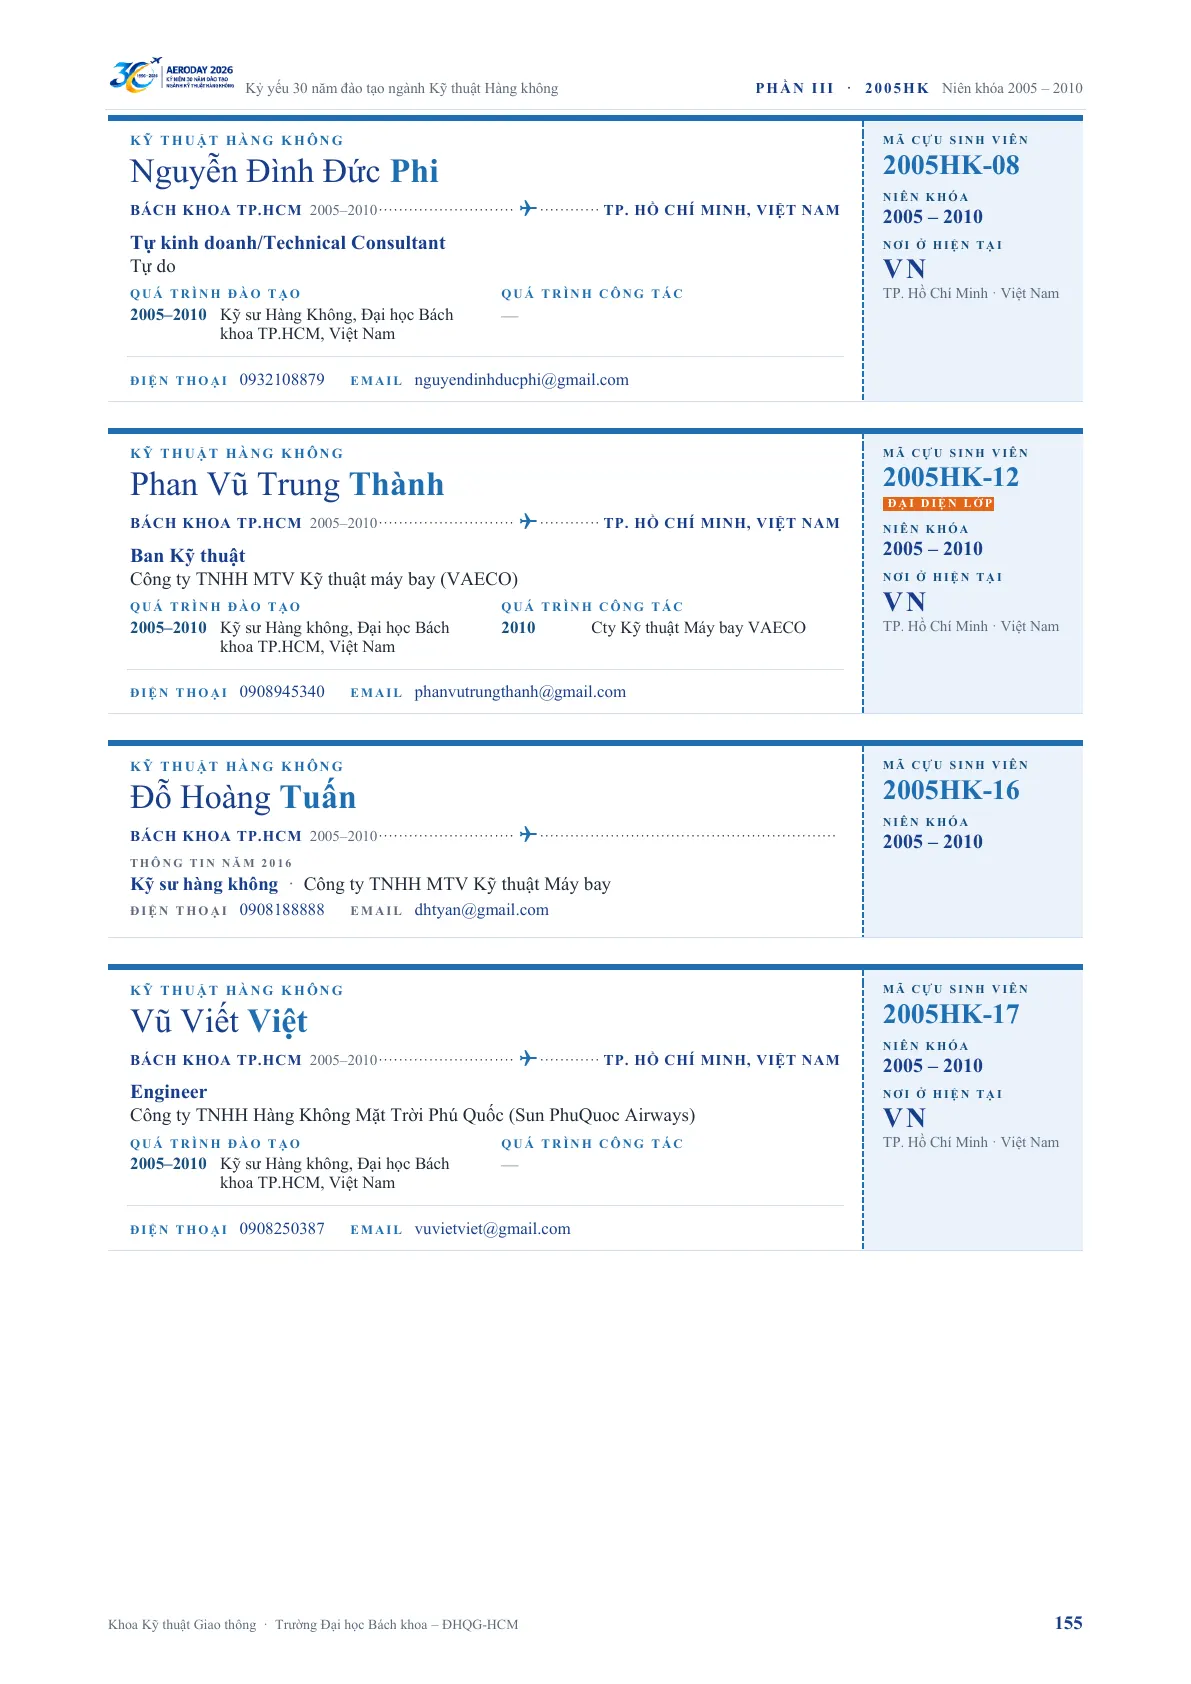 30
1996 - 2026
AERODAY 2026
KỶ NIỆM 30 NĂM ĐÀO TẠO
NGÀNH KỸ THUẬT HÀNG KHÔNG
Kỷ yếu 30 năm đào tạo ngành Kỹ thuật Hàng không
PHẦN III · 2005HK Niên khóa 2005 – 2010
KỸ THUẬT HÀNG KHÔNG
Nguyễn Đình Đức Phi
BÁCH KHOA TP.HCM 2005–2010 TP. HỒ CHÍ MINH, VIỆT NAM
Tự kinh doanh/Technical Consultant
Tự do
QUÁ TRÌNH ĐÀO TẠO
2005–2010 Kỹ sư Hàng Không, Đại học Bách
khoa TP.HCM, Việt Nam
QUÁ TRÌNH CÔNG TÁC
—
ĐIỆN THOẠI 0932108879 EMAIL nguyendinhducphi@gmail.com
MÃ CỰU SINH VIÊN
2005HK-08
NIÊN KHÓA
2005 – 2010
NƠI Ở HIỆN TẠI
VN
TP. Hồ Chí Minh · Việt Nam
KỸ THUẬT HÀNG KHÔNG
Phan Vũ Trung Thành
BÁCH KHOA TP.HCM 2005–2010 TP. HỒ CHÍ MINH, VIỆT NAM
Ban Kỹ thuật
Công ty TNHH MTV Kỹ thuật máy bay (VAECO)
QUÁ TRÌNH ĐÀO TẠO
2005–2010 Kỹ sư Hàng không, Đại học Bách
khoa TP.HCM, Việt Nam
QUÁ TRÌNH CÔNG TÁC
2010 Cty Kỹ thuật Máy bay VAECO
ĐIỆN THOẠI 0908945340 EMAIL phanvutrungthanh@gmail.com
MÃ CỰU SINH VIÊN
2005HK-12
ĐẠI DIỆN LỚP
NIÊN KHÓA
2005 – 2010
NƠI Ở HIỆN TẠI
VN
TP. Hồ Chí Minh · Việt Nam
KỸ THUẬT HÀNG KHÔNG
Đỗ Hoàng Tuấn
BÁCH KHOA TP.HCM 2005–2010
THÔNG TIN NĂM 2016
Kỹ sư hàng không · Công ty TNHH MTV Kỹ thuật Máy bay
ĐIỆN THOẠI 0908188888 EMAIL dhtyan@gmail.com
MÃ CỰU SINH VIÊN
2005HK-16
NIÊN KHÓA
2005 – 2010
KỸ THUẬT HÀNG KHÔNG
Vũ Viết Việt
BÁCH KHOA TP.HCM 2005–2010 TP. HỒ CHÍ MINH, VIỆT NAM
Engineer
Công ty TNHH Hàng Không Mặt Trời Phú Quốc (Sun PhuQuoc Airways)
QUÁ TRÌNH ĐÀO TẠO
2005–2010 Kỹ sư Hàng không, Đại học Bách
khoa TP.HCM, Việt Nam
QUÁ TRÌNH CÔNG TÁC
—
ĐIỆN THOẠI 0908250387 EMAIL vuvietviet@gmail.com
MÃ CỰU SINH VIÊN
2005HK-17
NIÊN KHÓA
2005 – 2010
NƠI Ở HIỆN TẠI
VN
TP. Hồ Chí Minh · Việt Nam
Khoa Kỹ thuật Giao thông · Trường Đại học Bách khoa – ĐHQG-HCM
155